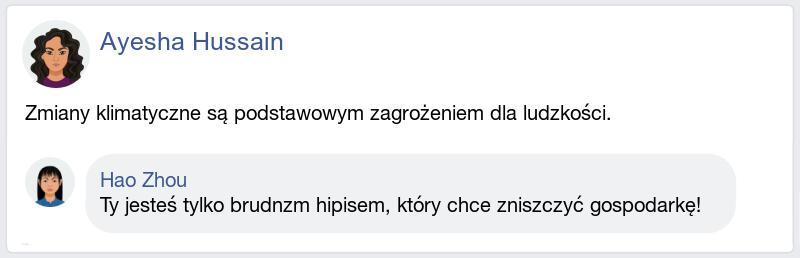 Ayesha Hussain
Zmiany klimatyczne są podstawowym zagrożeniem dla ludzkości.
Hao Zhou
Ty jesteś tylko brudnzm hipisem, który chce zniszczyć gospodarkę!